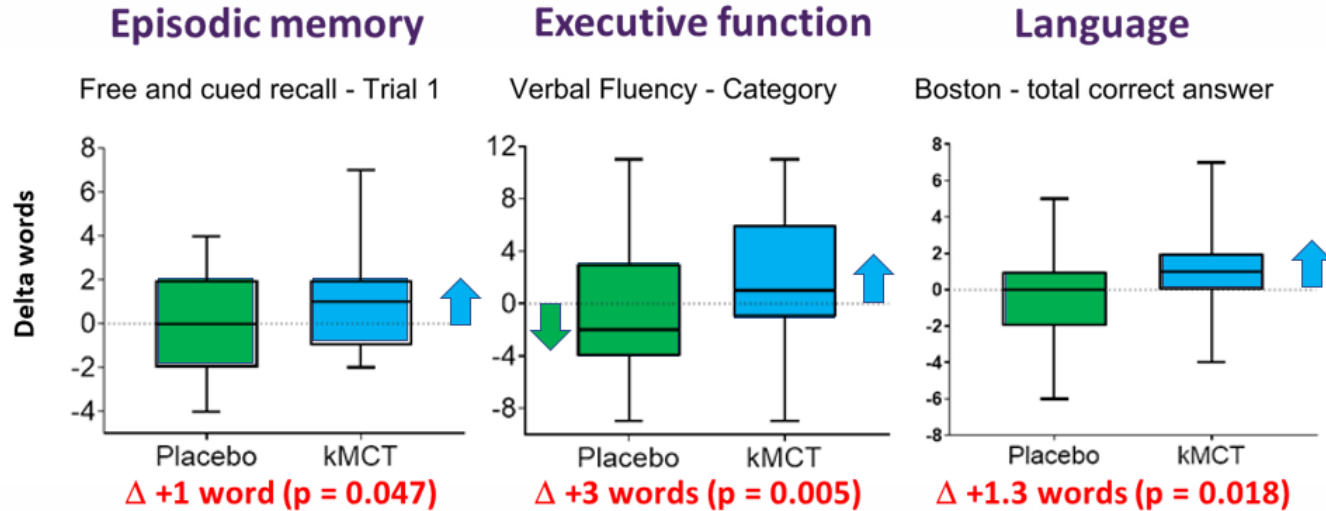 Episodic memory
Executive function
Language
Free and cued recall - Trial 1
Verbal Fluency - Category
Boston - total correct answer
Delta words
8
6
4
2
0
-2
-4
12
8
4
0
-4
-8
8
6
4
2
0
-2
-4
-6
-8
Placebo
kMCT
Placebo
kMCT
Placebo
kMCT
Δ +1 word (p = 0.047)
Δ +3 words (p = 0.005)
Δ +1.3 words (p = 0.018)